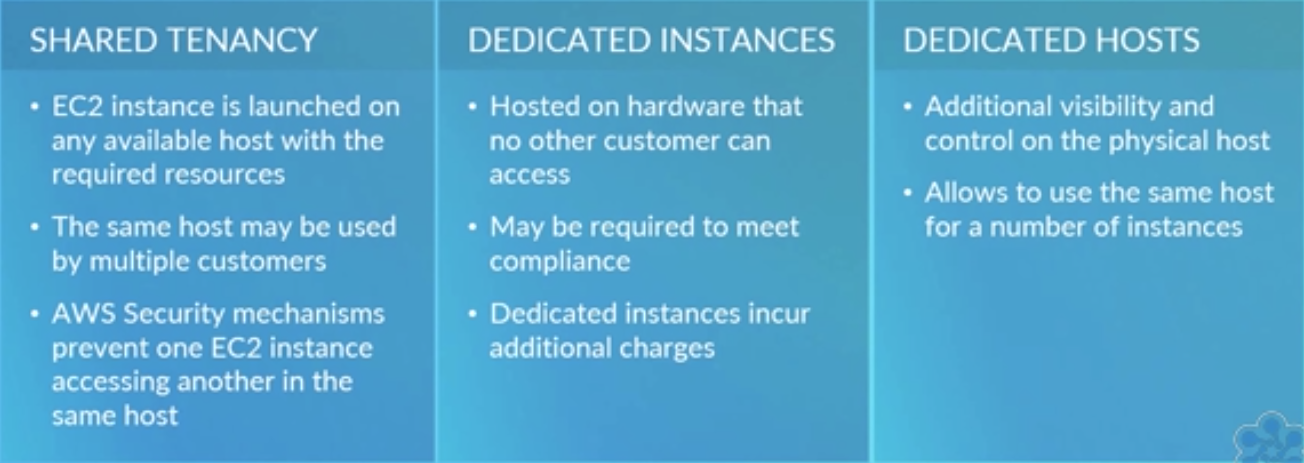 SHARED TENANCY
• EC2 instance is launched on
any available host with the
required resources
• The same host may be used
by multiple customers
• AWS Security mechanisms
prevent one EC2 instance
accessing another in the
same host
DEDICATED INSTANCES
• Hosted on hardware that
no other customer can
access
• May be required to meet
compliance
• Dedicated instances incur
additional charges
DEDICATED HOSTS
• Additional visibility and
control on the physical host
• Allows to use the same host
for a number of instances